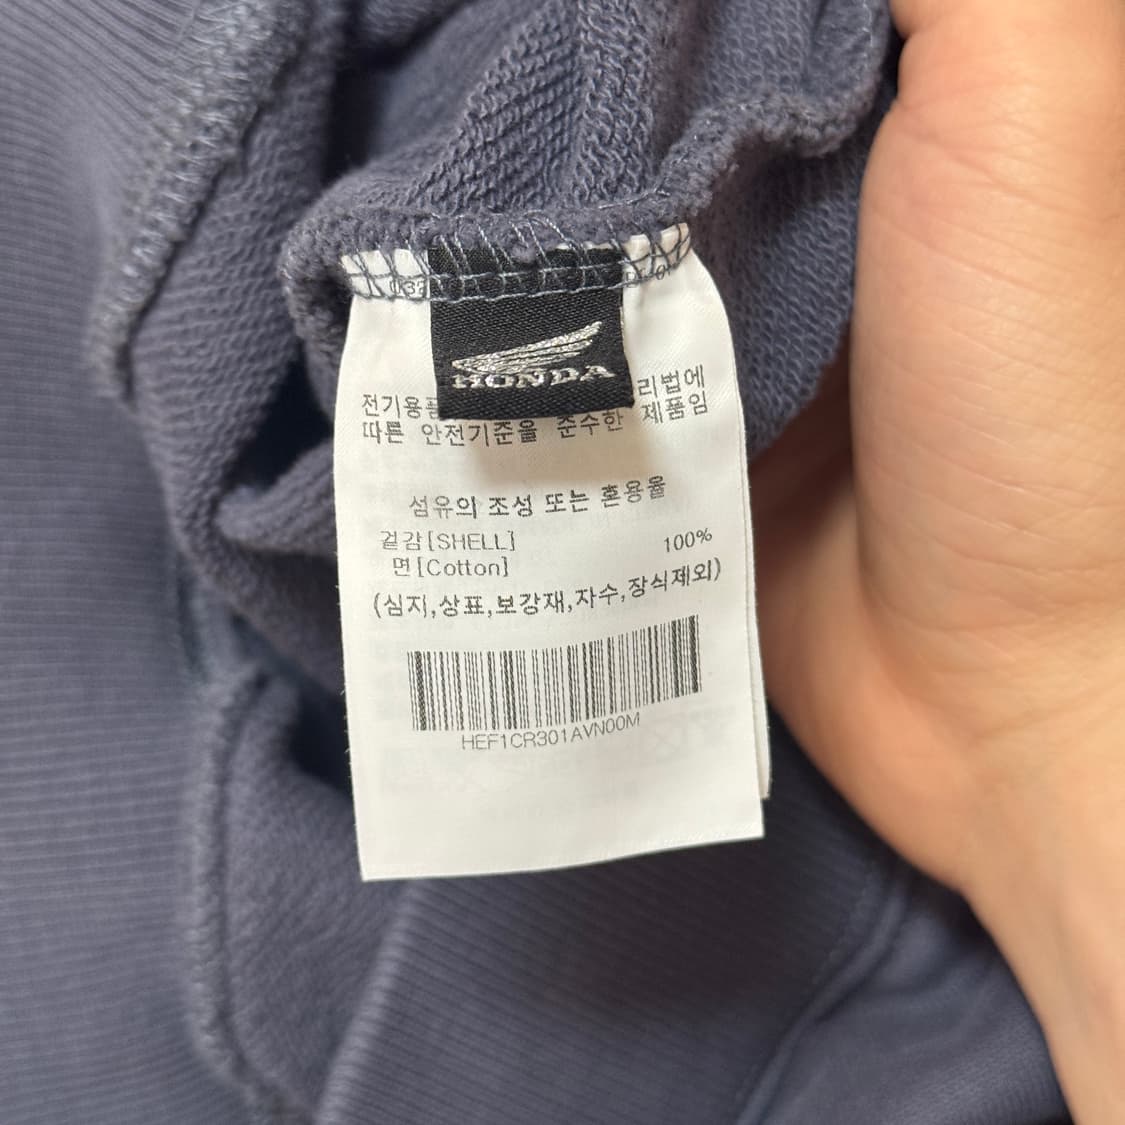 HONDA
전기용품 리법에
따른 안전기준을 준수한 제품임
섬유의 조성 또는 혼용율
겉감[SHELL] 100%
면[Cotton]
(심지,상표,보강재,자수,장식제외)
HEF1CR301AVN00M